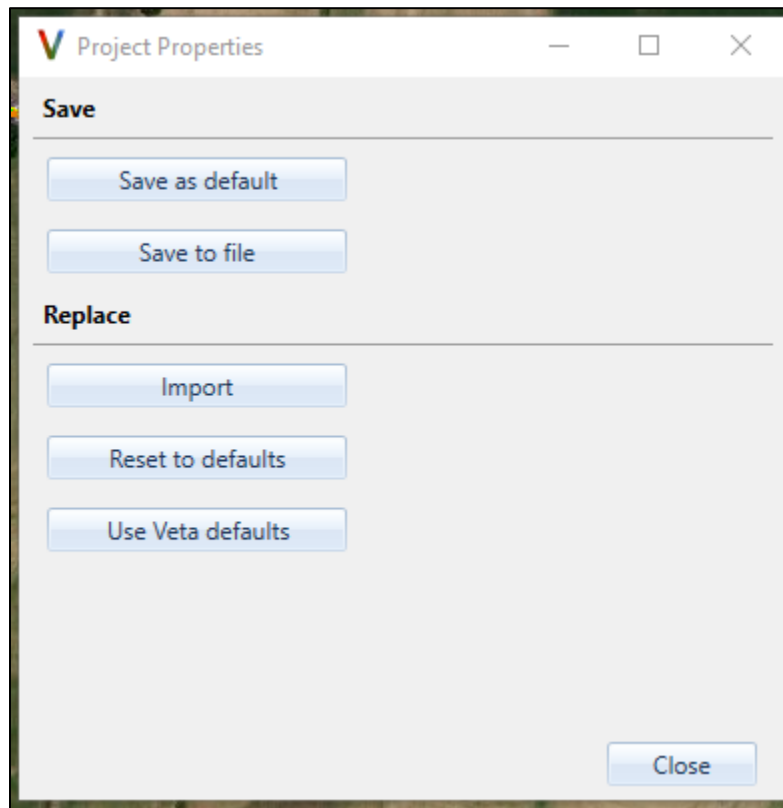 Project Properties
Save
Save as default
Save to file
Replace
Import
Reset to defaults
Use Veta defaults
Close